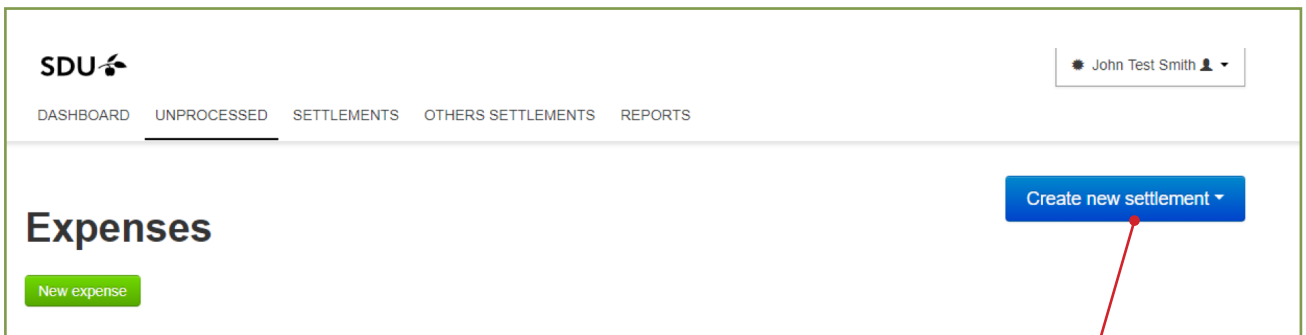 SDU
John Test Smith
DASHBOARD UNPROCESSED SETTLEMENTS OTHERS SETTLEMENTS REPORTS
Create new settlement
Expenses
New expense